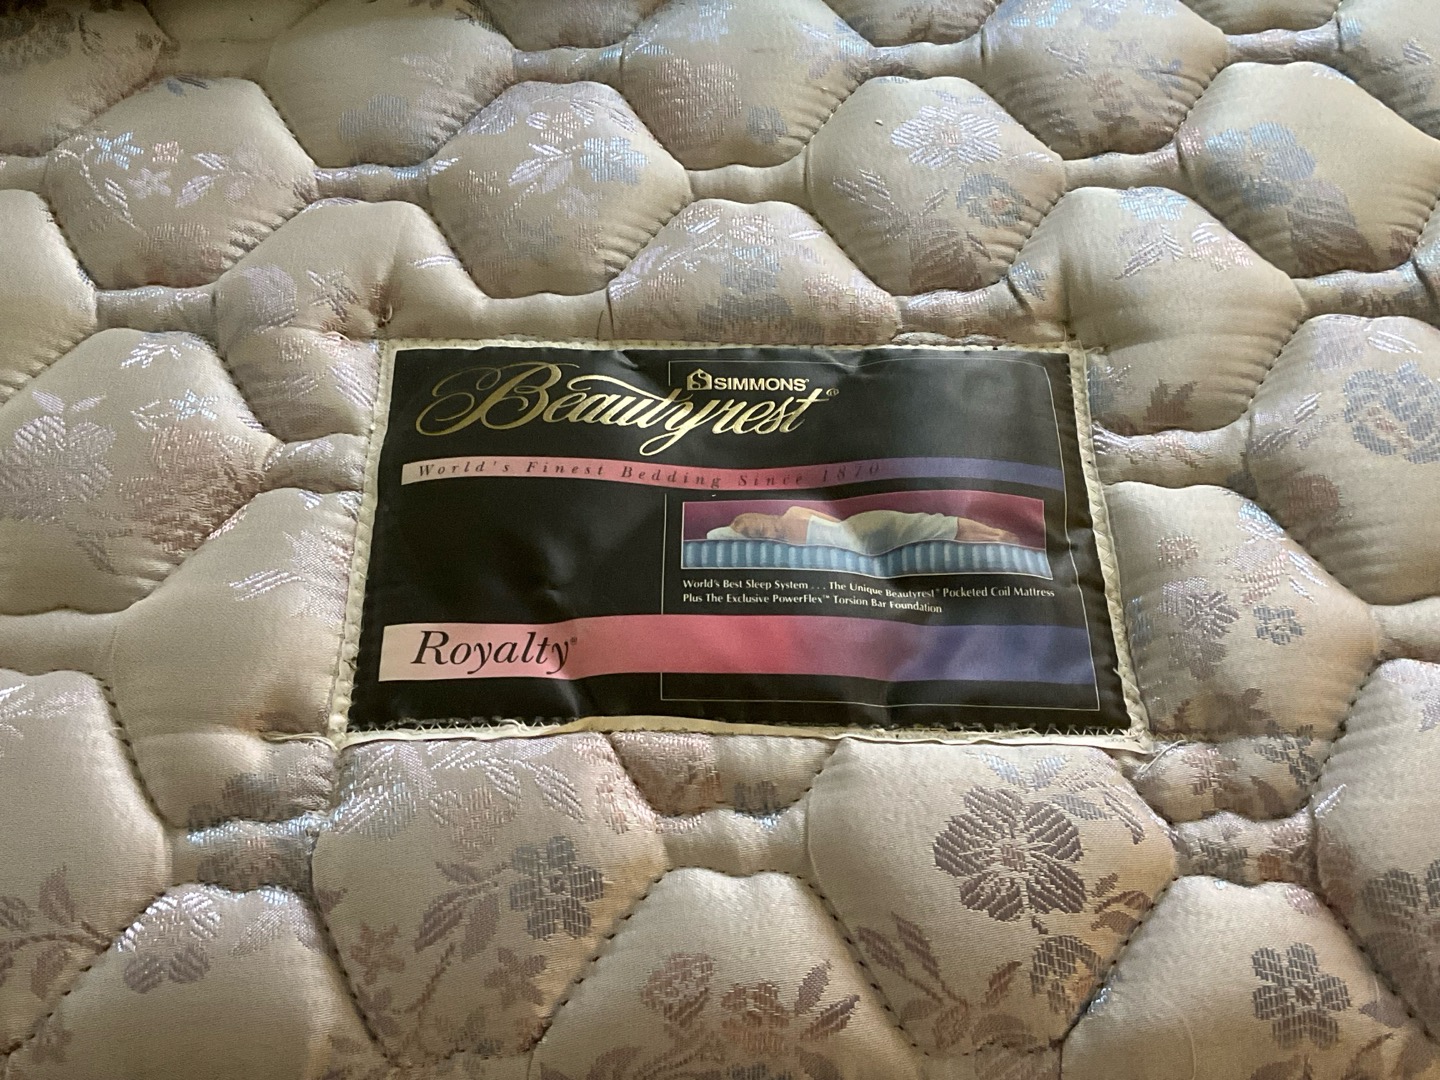 SIMMONS®
Beautyrest®
World's Finest Bedding Since 1870
World's Best Sleep System . . . The Unique Beautyrest® Pocketed Coil Mattress
Plus The Exclusive PowerFlex™ Torsion Bar Foundation
Royalty®